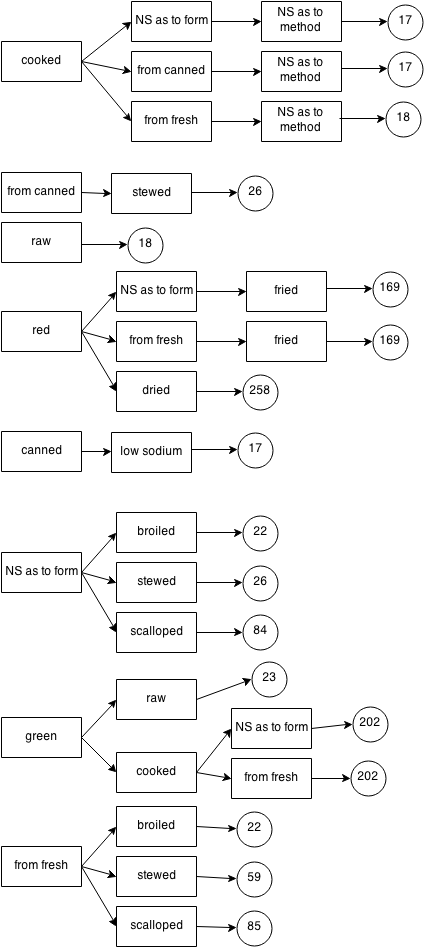 NS as to form
NS as to
method
17
cooked
from canned
NS as to
method
17
from fresh
NS as to
method
18
from canned
stewed
26
raw
18
NS as to form
fried
169
red
from fresh
fried
169
dried
258
canned
low sodium
17
broiled
22
NS as to form
stewed
26
scalloped
84
raw
23
green
NS as to form
202
cooked
from fresh
202
broiled
22
from fresh
stewed
59
scalloped
85